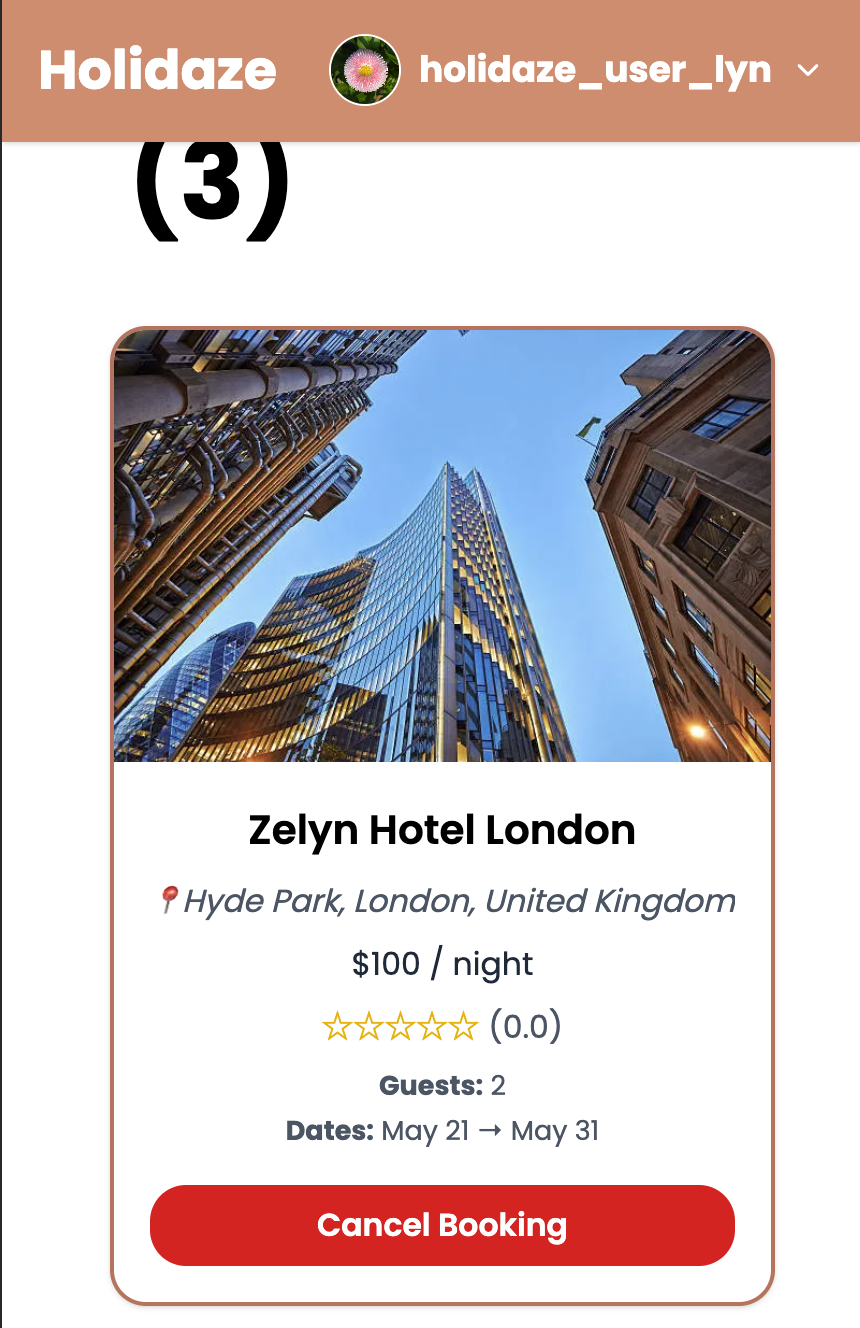 Holidaze
holidaze_user_lyn
(3)
Zelyn Hotel London
📍Hyde Park, London, United Kingdom
$100 / night
☆☆☆☆☆ (0.0)
Guests: 2
Dates: May 21 → May 31
Cancel Booking